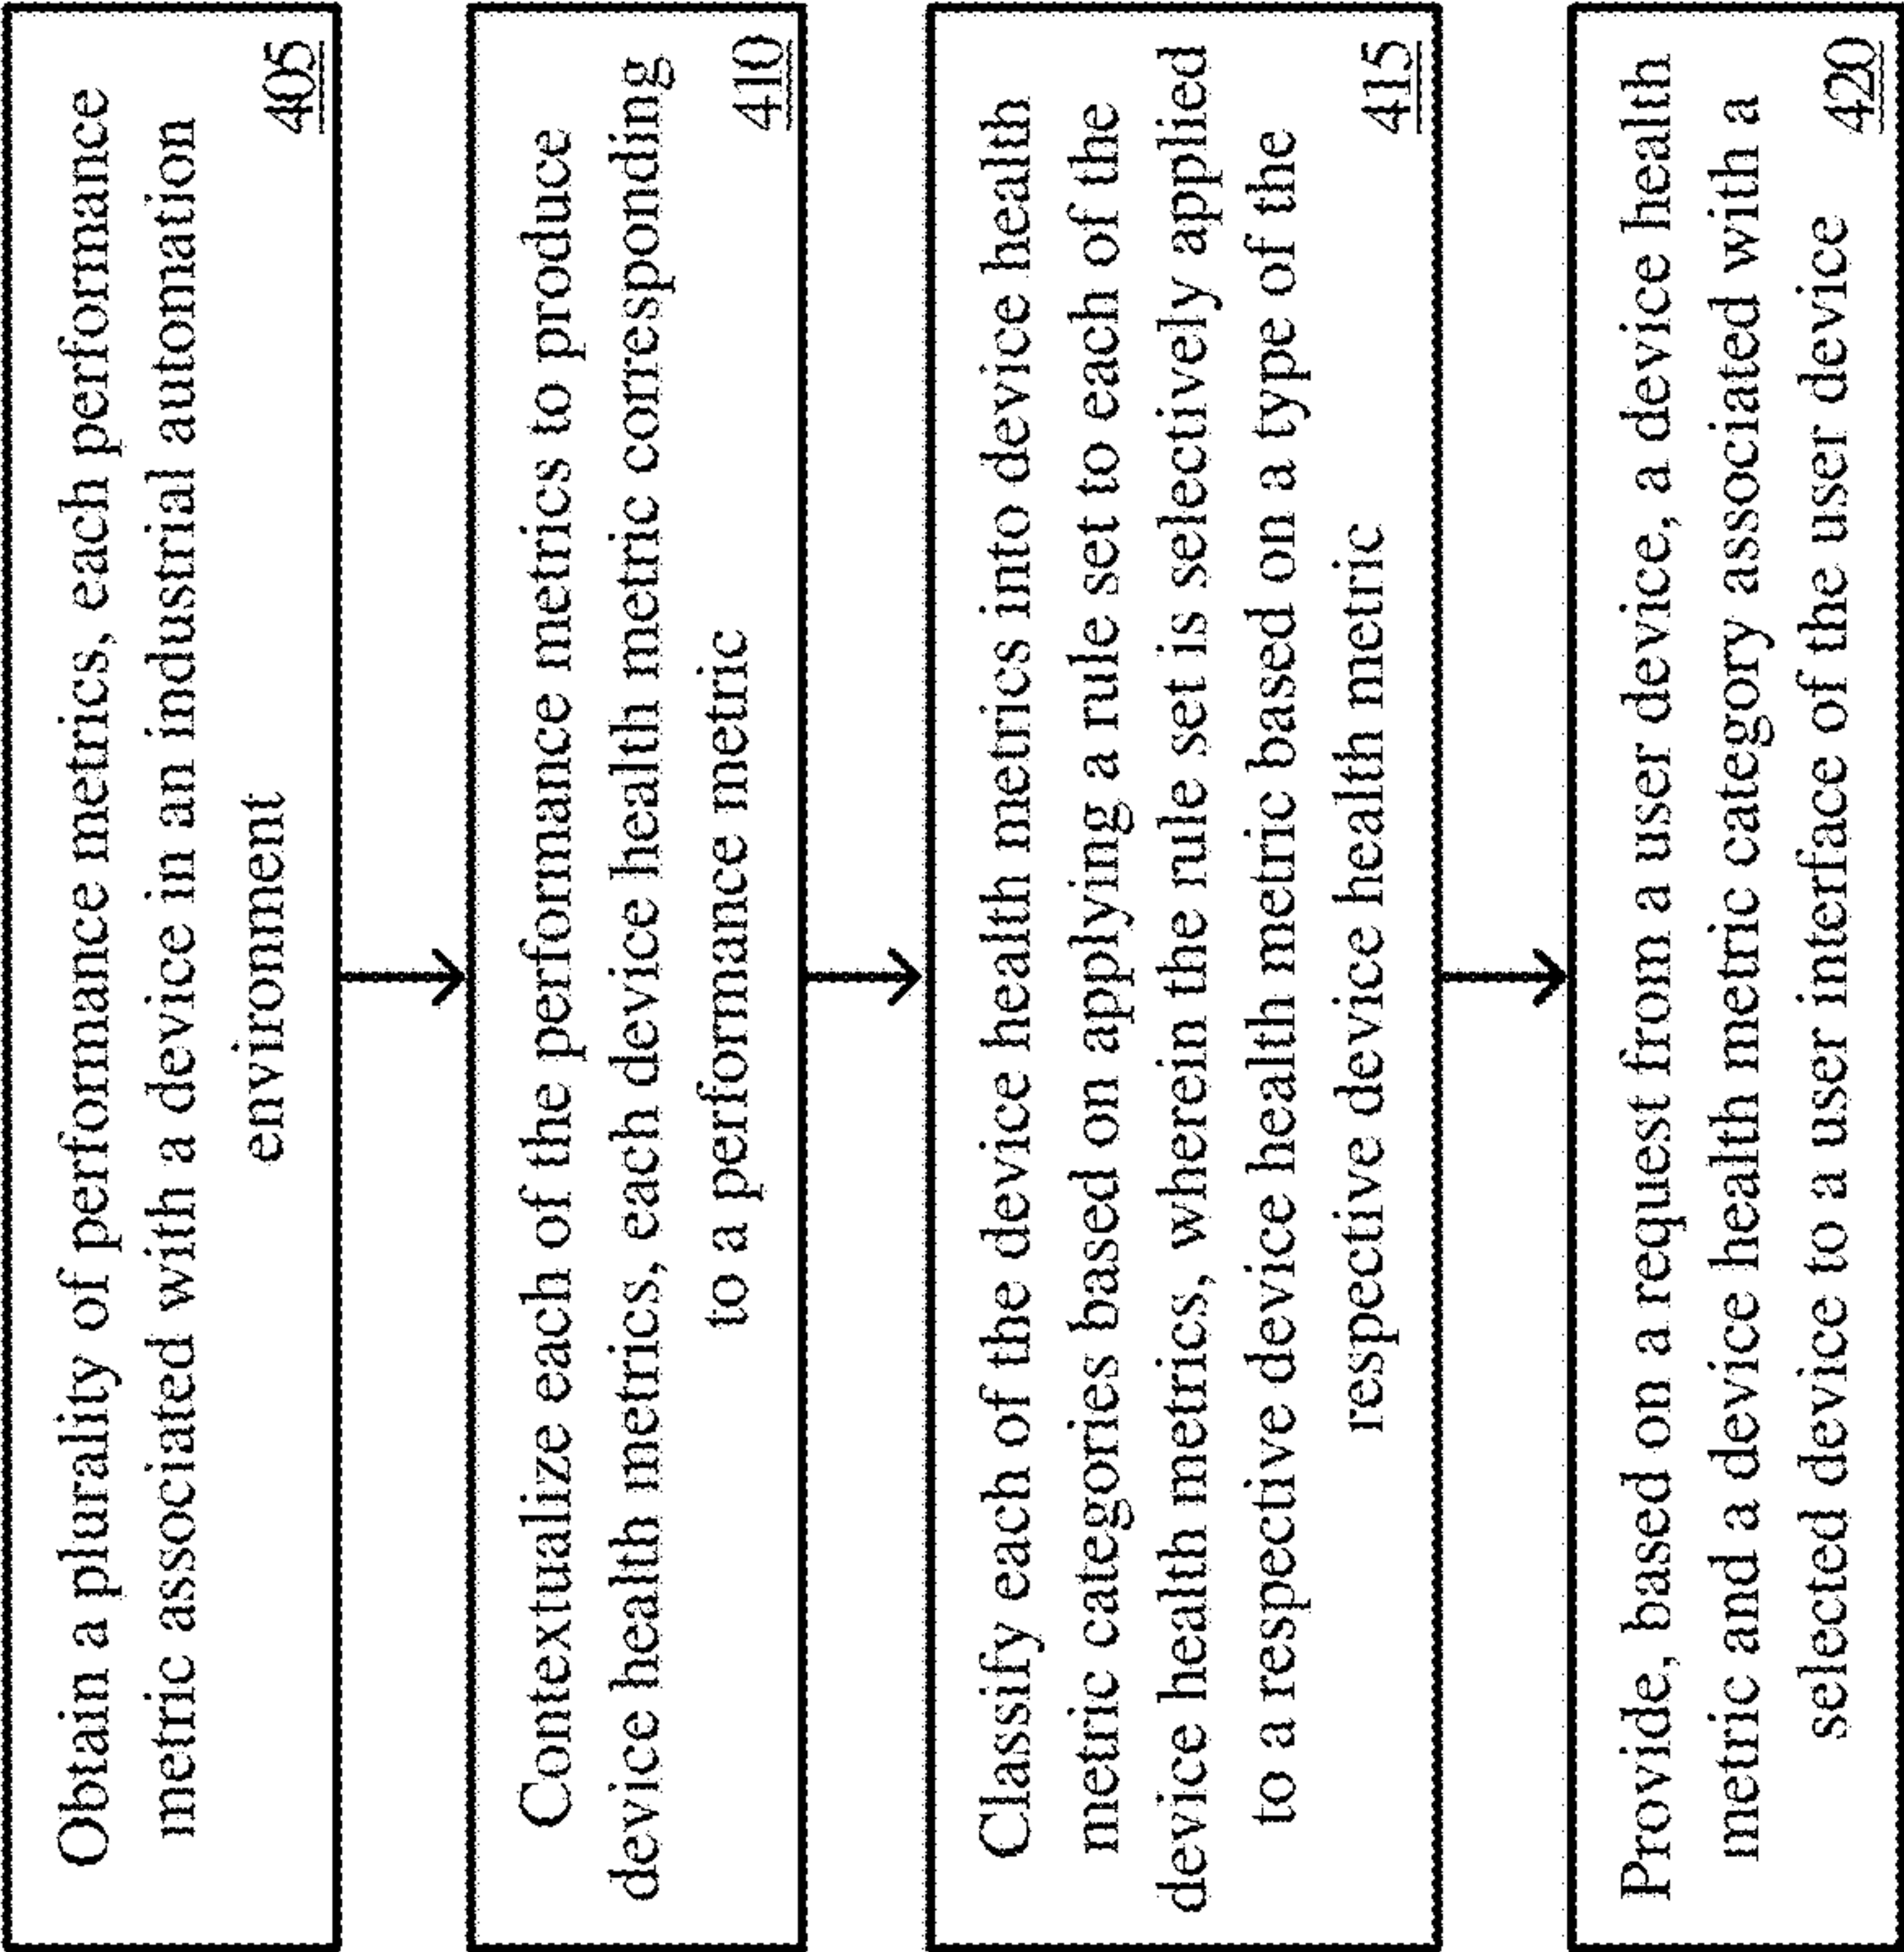 Obtain a plurality of performance metrics, each performance
metric associated with a device in an industrial automation
environment
405
Contextualize each of the performance metrics to produce
device health metrics, each device health metric corresponding
to a performance metric
410
Classify each of the device health metrics into device health
metric categories based on applying a rule set to each of the
device health metrics, wherein the rule set is selectively applied
to a respective device health metric based on a type of the
respective device health metric
415
Provide, based on a request from a user device, a device health
metric and a device health metric category associated with a
selected device to a user interface of the user device
420